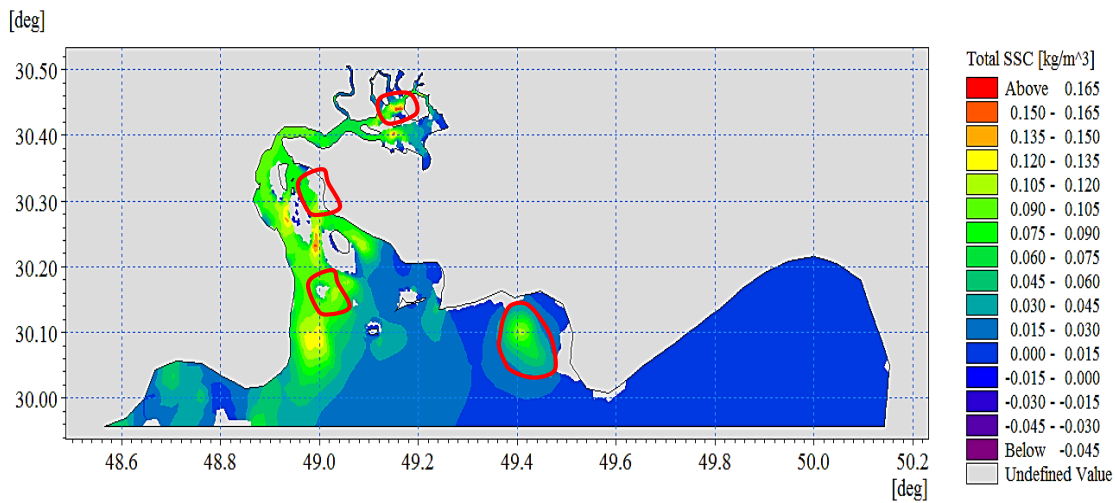 [deg]
30.50
30.40
30.30
30.20
30.10
30.00
48.6 48.8 49.0 49.2 49.4 49.6 49.8 50.0 50.2
[deg]
Total SSC [kg/m^3]
Above 0.165
0.150 - 0.165
0.135 - 0.150
0.120 - 0.135
0.105 - 0.120
0.090 - 0.105
0.075 - 0.090
0.060 - 0.075
0.045 - 0.060
0.030 - 0.045
0.015 - 0.030
0.000 - 0.015
-0.015 - 0.000
-0.030 - -0.015
-0.045 - -0.030
Below -0.045
Undefined Value